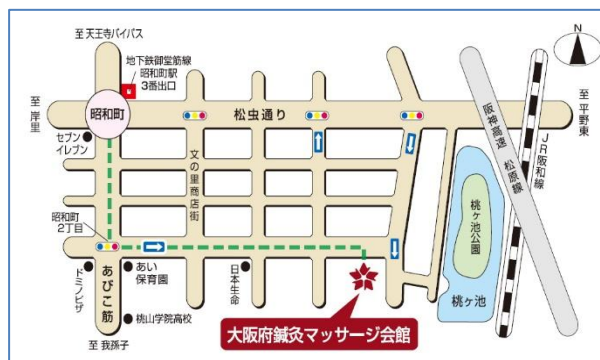 至 天王寺バイパス
N
地下鉄御堂筋線
昭和町駅
3番出口
至 岸里
昭和町
松虫通り
至 平野東
セブン
イレブン
文の里商店街
阪神高速 松原線
JR阪和線
昭和町
2丁目
桃ヶ池公園
ドミノピザ
あびこ筋
あい
保育園
日本生命
桃ヶ池
桃山学院高校
大阪府鍼灸マッサージ会館
至 我孫子